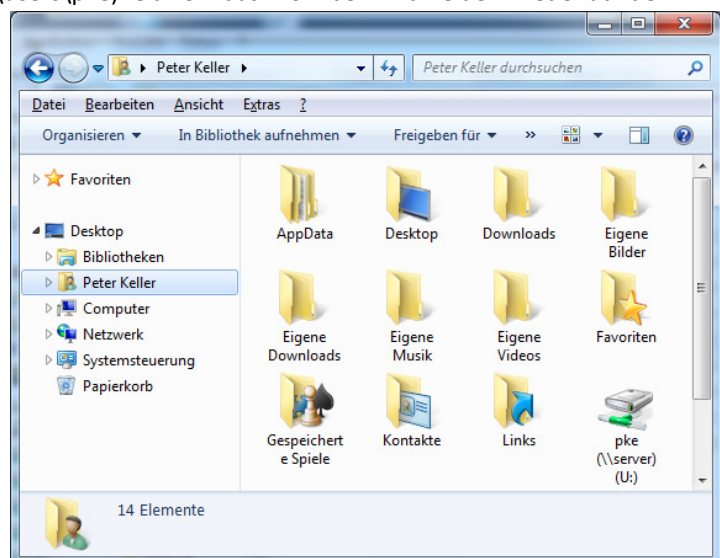 Peter Keller
Peter Keller durchsuchen
Datei Bearbeiten Ansicht Extras ?
Organisieren In Bibliothek aufnehmen Freigeben für »
Favoriten
Desktop
Bibliotheken
Peter Keller
Computer
Netzwerk
Systemsteuerung
Papierkorb
AppData
Desktop
Downloads
Eigene
Bilder
Eigene
Downloads
Eigene
Musik
Eigene
Videos
Favoriten
Gespeichert
e Spiele
Kontakte
Links
pke
(\\server)
(U:)
14 Elemente